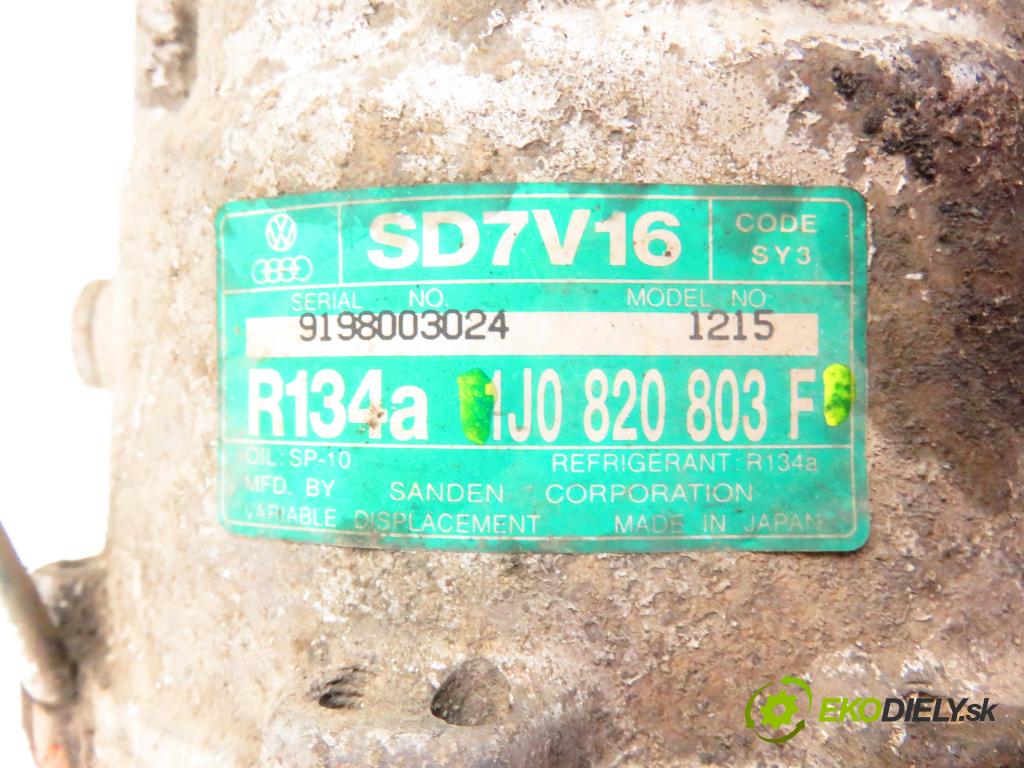 SD7V16
CODE
SY3
SERIAL NO.
MODEL NO.
9198003024 1215
R134a 1J0 820 803 F
OIL: SP-10 REFRIGERANT: R134a
MFD. BY SANDEN CORPORATION
VARIABLE DISPLACEMENT MADE IN JAPAN
EKODIELY.sk